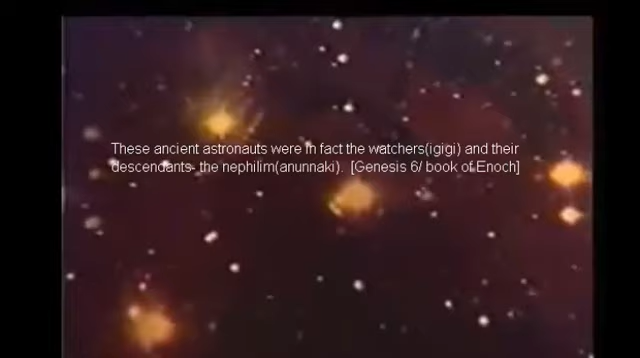 These ancient astronauts were in fact the watchers(igigi) and their
descendants- the nephilim(anunnaki). [Genesis 6/ book of Enoch]